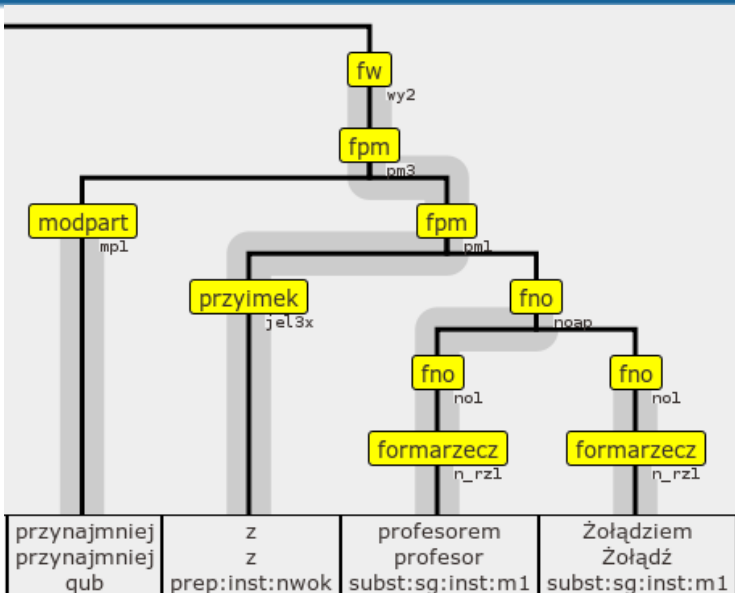 fw
wy2
fpm
pm3
modpart
mp1
fpm
pm1
przyimek
jel3x
fno
noap
fno
no1
fno
no1
formarzecz
n_rz1
formarzecz
n_rz1
przynajmniej z profesorem Żołądziem
przynajmniej z profesor Żołądź
qub prep:inst:nwok subst:sg:inst:m1 subst:sg:inst:m1